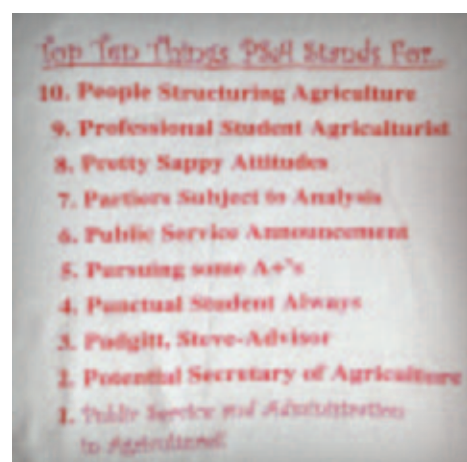 Top Ten Things PSA Stands For...
10. People Structuring Agriculture
9. Professional Student Agriculturist
8. Pretty Sappy Attitudes
7. Partiers Subject to Analysis
6. Public Service Announcement
5. Pursuing some A+'s
4. Punctual Student Always
3. Padgitt, Steve-Advisor
2. Potential Secretary of Agriculture
1. Public Service and Administration
in Agriculture!!